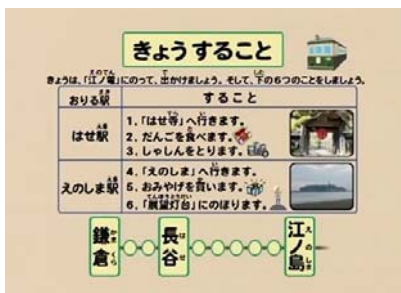 きょうすること
きょうは、「江ノ電」にのって、出かけましょう。そして、下の6つのことをしましょう。
おりる駅 すること
はせ駅
1.「はせ寺」へ行きます。
2. だんごを食べます。
3. しゃしんをとります。
えのしま駅
4.「えのしま」へ行きます。
5. おみやげを買います。
6.「展望灯台」にのぼります。
鎌倉 長谷 江ノ島